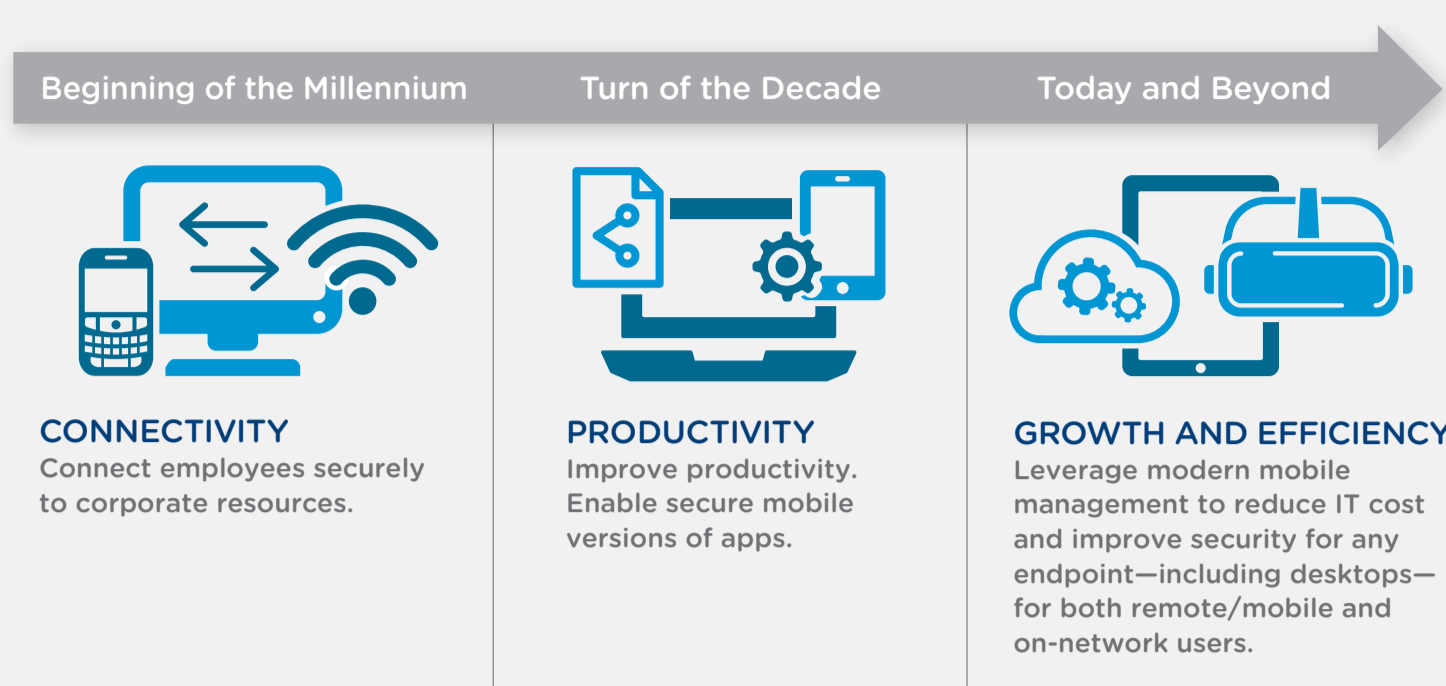 Beginning of the Millennium
Turn of the Decade
Today and Beyond
CONNECTIVITY
Connect employees securely
to corporate resources.
PRODUCTIVITY
Improve productivity.
Enable secure mobile
versions of apps.
GROWTH AND EFFICIENCY
Leverage modern mobile
management to reduce IT cost
and improve security for any
endpoint—including desktops—
for both remote/mobile and
on-network users.